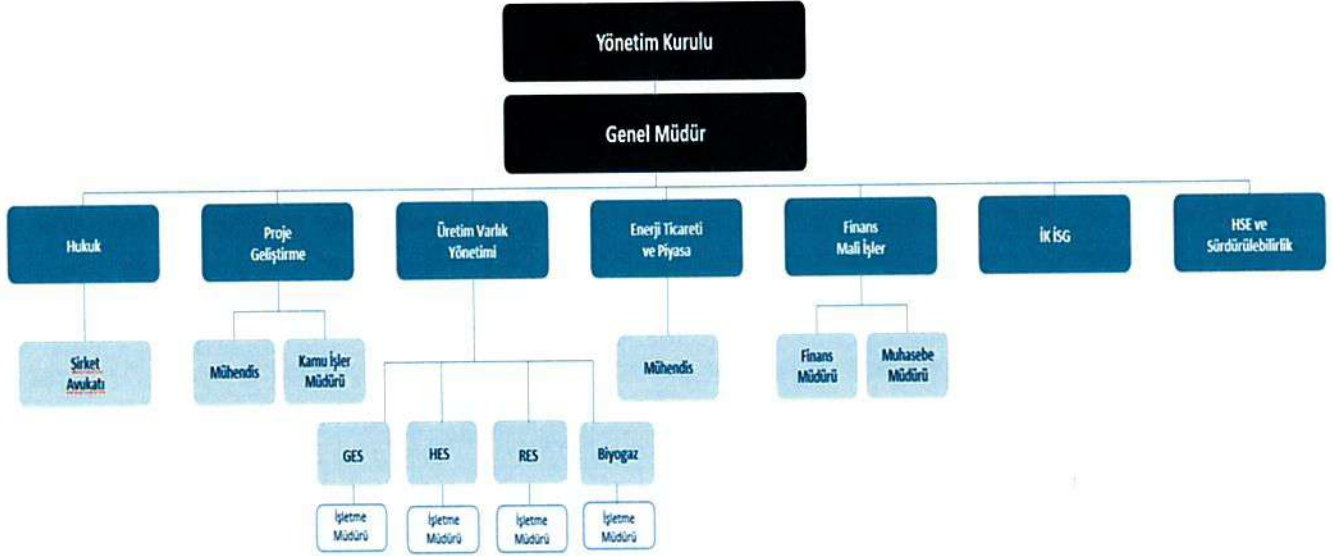 Yönetim Kurulu
Genel Müdür
Hukuk
Proje
Geliştirme
Üretim Varlık
Yönetimi
Enerji Ticareti
ve Piyasa
Finans
Mali İşler
İK İSG
HSE ve
Sürdürülebilirlik
Şirket
Avukatı
Mühendis
Kamu İşler
Müdürü
Mühendis
Finans
Müdürü
Muhasebe
Müdürü
GES
HES
RES
Biyogaz
İşletme
Müdürü
İşletme
Müdürü
İşletme
Müdürü
İşletme
Müdürü